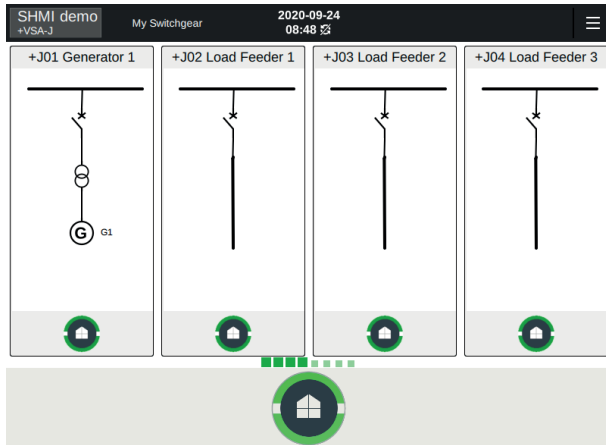 SHMI demo
+VSA-J
My Switchgear
2020-09-24
08:48
+J01 Generator 1
+J02 Load Feeder 1
+J03 Load Feeder 2
+J04 Load Feeder 3
G
G1